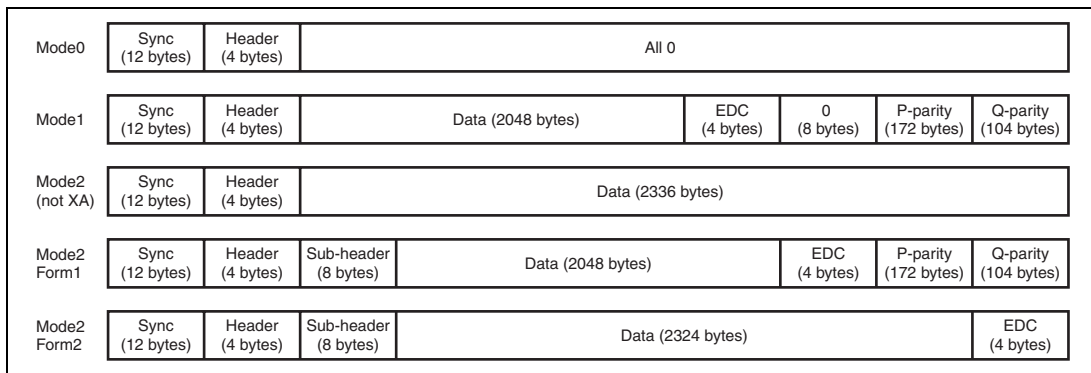 Mode0
Sync
(12 bytes)
Header
(4 bytes)
All 0
Mode1
Sync
(12 bytes)
Header
(4 bytes)
Data (2048 bytes)
EDC
(4 bytes)
0
(8 bytes)
P-parity
(172 bytes)
Q-parity
(104 bytes)
Mode2
(not XA)
Sync
(12 bytes)
Header
(4 bytes)
Data (2336 bytes)
Mode2
Form1
Sync
(12 bytes)
Header
(4 bytes)
Sub-header
(8 bytes)
Data (2048 bytes)
EDC
(4 bytes)
P-parity
(172 bytes)
Q-parity
(104 bytes)
Mode2
Form2
Sync
(12 bytes)
Header
(4 bytes)
Sub-header
(8 bytes)
Data (2324 bytes)
EDC
(4 bytes)